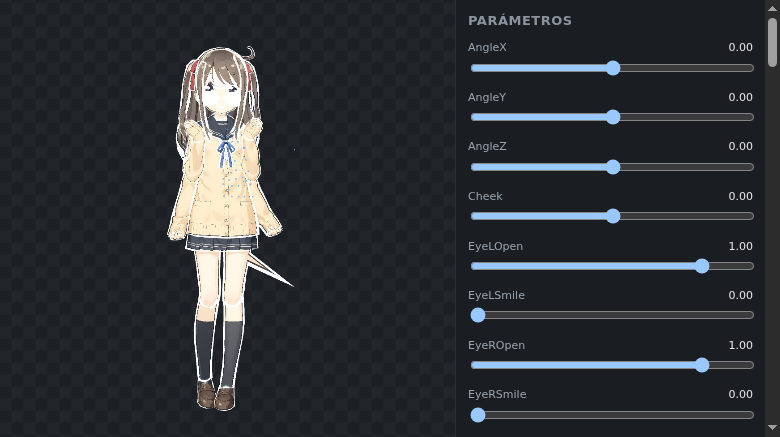 PARÁMETROS
AngleX 0.00
AngleY 0.00
AngleZ 0.00
Cheek 0.00
EyeLOpen 1.00
EyeLSmile 0.00
EyeROpen 1.00
EyeRSmile 0.00